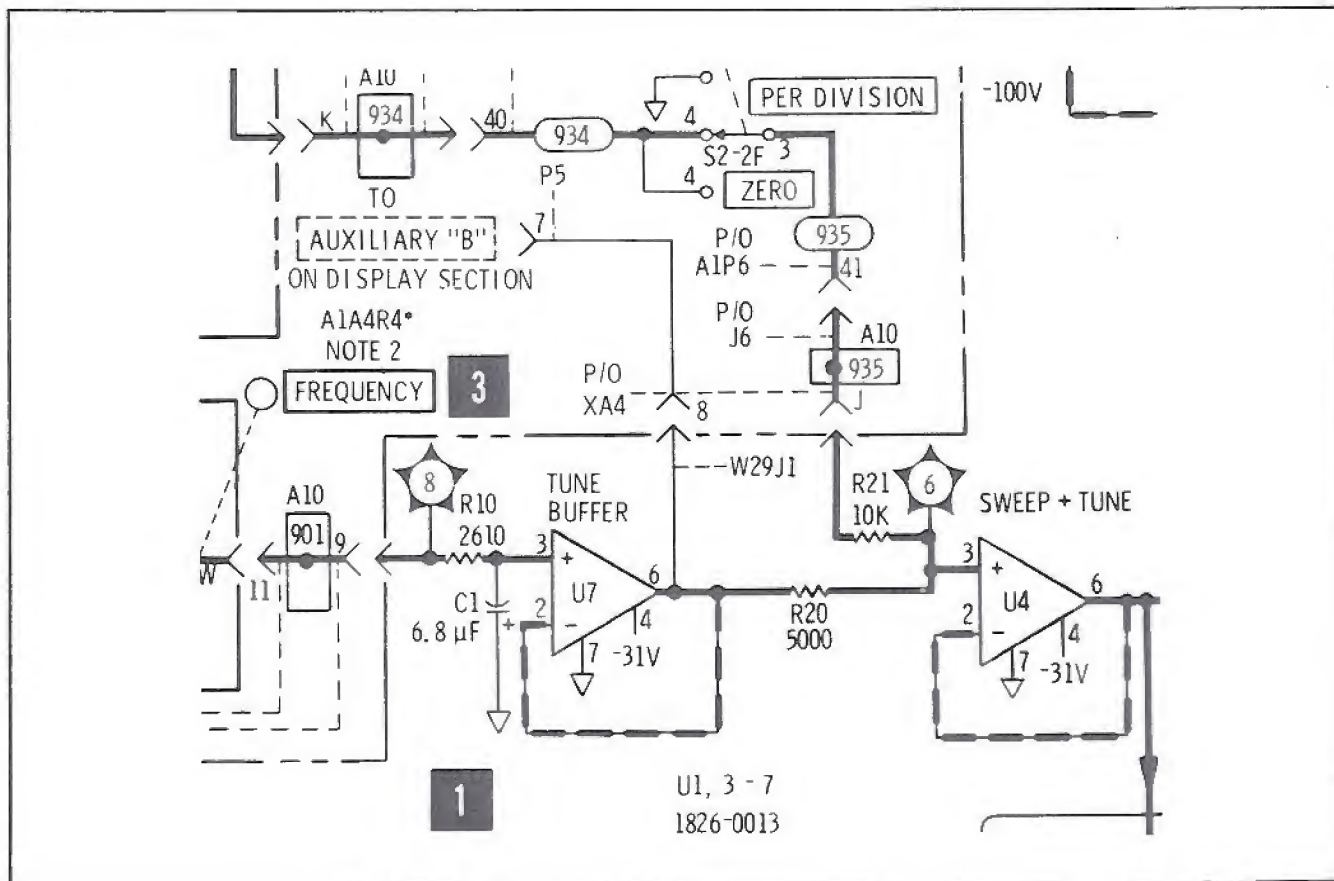 A10
934
K
TO
AUXILIARY "B"
ON DISPLAY SECTION
40
934
P5
7
4
S2-2F
3
PER DIVISION
4
ZERO
-100V
935
P/O
A1P6
41
P/O
J6
A10
935
J
P/O
XA4
8
W29J1
A1A4R4*
NOTE 2
FREQUENCY
3
A10
901
9
11
8
R10
2610
C1
6.8 μF
+
TUNE
BUFFER
3
+
U7
2
−
6
4
-31V
7
R20
5000
R21
10K
6
SWEEP + TUNE
3
+
U4
2
−
6
4
-31V
7
1
U1, 3 - 7
1826-0013